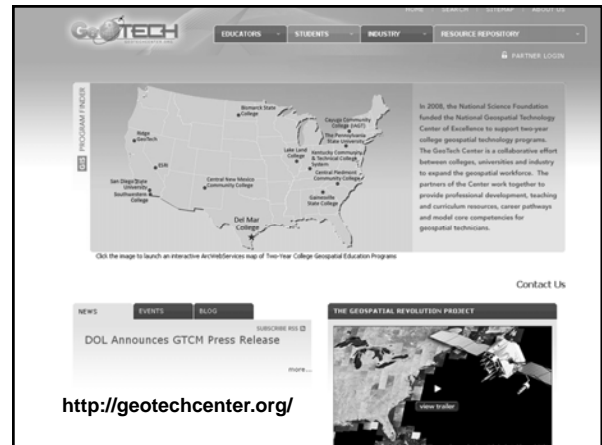 HOME SEARCH SITEMAP ABOUT US
GeoTECH
EDUCATORS STUDENTS INDUSTRY RESOURCE REPOSITORY
PARTNER LOGIN
GIS PROGRAM FINDER
Bismarck State
College
Cayuga Community
College (IAGT)
The Pennsylvania
State University
Ridge
GeoTech
Lake Land
College
Kentucky Community
& Technical College
System
ESRI
Central Piedmont
Community College
San Diego State
University
Southwestern
College
Central New Mexico
Community College
Gainesville
State College
Del Mar
College
In 2008, the National Science Foundation
funded the National Geospatial Technology
Center of Excellence to support two-year
college geospatial technology programs.
The GeoTech Center is a collaborative effort
between colleges, universities and industry
to expand the geospatial workforce. The
partners of the Center work together to
provide professional development, teaching
and curriculum resources, career pathways
and model core competencies for
geospatial technicians.
Click the image to launch an interactive ArcWebServices map of Two-Year College Geospatial Education Programs
Contact Us
NEWS EVENTS BLOG
SUBSCRIBE RSS
DOL Announces GTCM Press Release
more...
THE GEOSPATIAL REVOLUTION PROJECT
view trailer
http://geotechcenter.org/